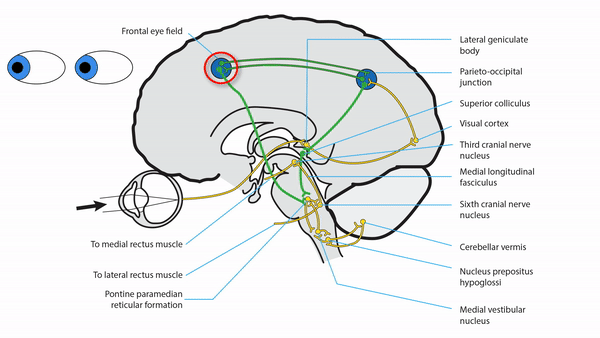 Frontal eye field
Lateral geniculate
body
Parieto-occipital
junction
Superior colliculus
Visual cortex
Third cranial nerve
nucleus
Medial longitudinal
fasciculus
Sixth cranial nerve
nucleus
To medial rectus muscle
Cerebellar vermis
To lateral rectus muscle
Nucleus prepositus
hypoglossi
Pontine paramedian
reticular formation
Medial vestibular
nucleus